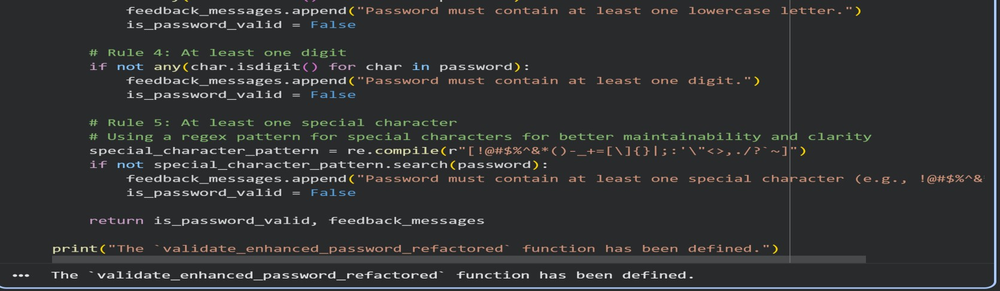 feedback_messages.append("Password must contain at least one lowercase letter.")
is_password_valid = False
# Rule 4: At least one digit
if not any(char.isdigit() for char in password):
feedback_messages.append("Password must contain at least one digit.")
is_password_valid = False
# Rule 5: At least one special character
# Using a regex pattern for special characters for better maintainability and clarity
special_character_pattern = re.compile(r"[!@#$%^&*()-_+=[\]{}|;:'\"<>,./?`~]")
if not special_character_pattern.search(password):
feedback_messages.append("Password must contain at least one special character (e.g., !@#$%^&
is_password_valid = False
return is_password_valid, feedback_messages
print("The `validate_enhanced_password_refactored` function has been defined.")
The `validate_enhanced_password_refactored` function has been defined.